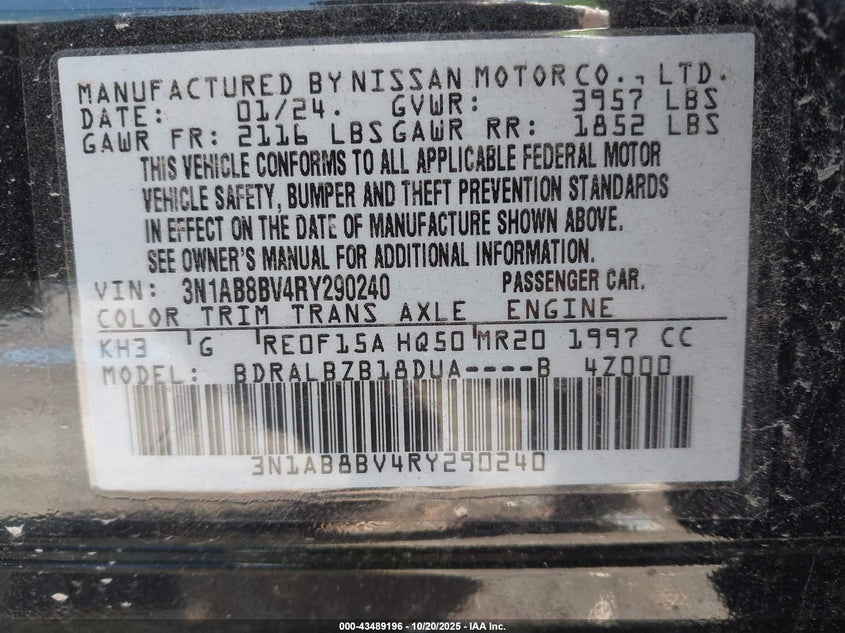 MANUFACTURED BY NISSAN MOTOR CO., LTD.
DATE: 01/24. GVWR: 3957 LBS
GAWR FR: 2116 LBS GAWR RR: 1852 LBS
THIS VEHICLE CONFORMS TO ALL APPLICABLE FEDERAL MOTOR
VEHICLE SAFETY, BUMPER AND THEFT PREVENTION STANDARDS
IN EFFECT ON THE DATE OF MANUFACTURE SHOWN ABOVE.
SEE OWNER'S MANUAL FOR ADDITIONAL INFORMATION.
VIN: 3N1AB8BV4RY290240 PASSENGER CAR.
COLOR TRIM TRANS AXLE ENGINE
KH3 G RE0F15A HQ50 MR20 1997 CC
MODEL: BDRALBZB18DUA----B 4Z000
3N1AB8BV4RY290240
000-43489196 - 10/20/2025 - IAA Inc.